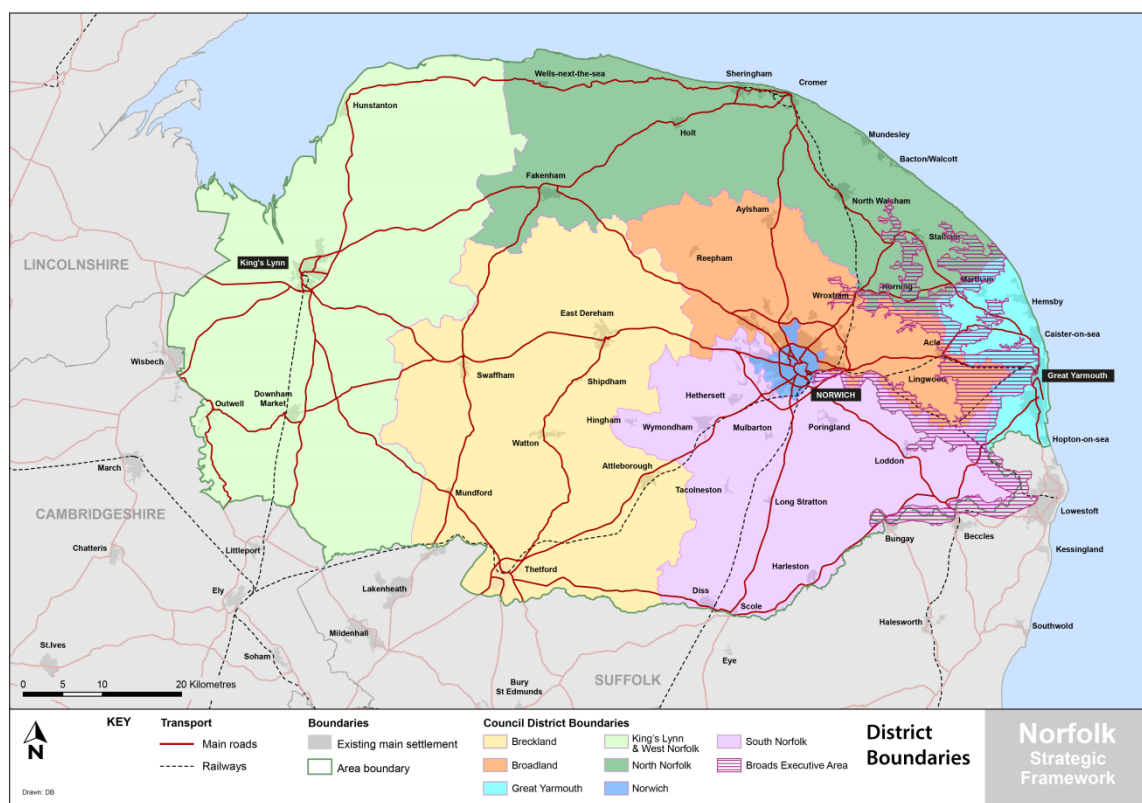 Wells-next-the-sea
Sheringham
Cromer
Hunstanton
Holt
Mundesley
Bacton/Walcott
Fakenham
North Walsham
Aylsham
Stalham
LINCOLNSHIRE
King's Lynn
Reepham
Martham
Horning
Wroxham
Hemsby
East Dereham
Caister-on-sea
Acle
Wisbech
Swaffham
Shipdham
Lingwood
Great Yarmouth
Downham
Market
Outwell
Hethersett
NORWICH
Hingham
Wymondham
Mulbarton
Poringland
Hopton-on-sea
Watton
Loddon
Attleborough
March
Mundford
Tacolneston
Long Stratton
Lowestoft
CAMBRIDGESHIRE
Bungay
Beccles
Chatteris
Littleport
Kessingland
Thetford
Harleston
Lakenheath
Ely
Diss
Scole
Mildenhall
Halesworth
Southwold
St.Ives
Soham
Eye
SUFFOLK
Bury
St Edmunds
0 5 10 20 Kilometres
KEY
Transport
Main roads
Railways
Boundaries
Existing main settlement
Area boundary
Council District Boundaries
Breckland
Broadland
Great Yarmouth
King's Lynn
& West Norfolk
North Norfolk
Norwich
South Norfolk
Broads Executive Area
District
Boundaries
Norfolk
Strategic
Framework
N
Drawn: DB